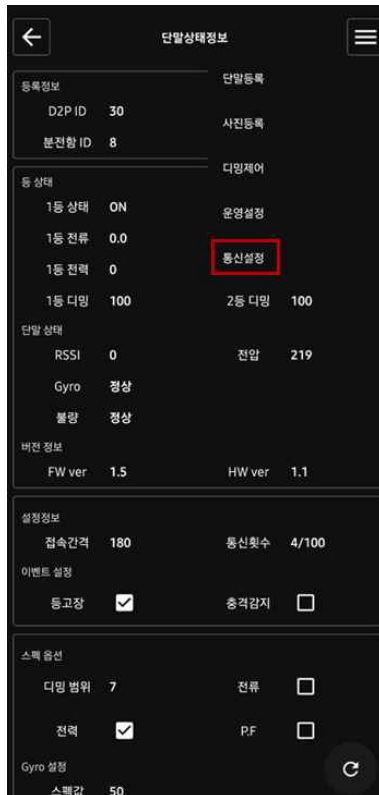 단말상태정보
단말등록
사진등록
디밍제어
운영설정
통신설정
등록정보
D2P ID 30
분전함 ID 8
등 상태
1등 상태 ON
1등 전류 0.0
1등 전력 0
1등 디밍 100 2등 디밍 100
단말 상태
RSSI 0 전압 219
Gyro 정상
불량 정상
버전 정보
FW ver 1.5 HW ver 1.1
설정정보
접속간격 180 통신횟수 4/100
이벤트 설정
등고장 충격감지
스펙 옵션
디밍 범위 7 전류
전력 P.F
Gyro 설정
스펙값 50